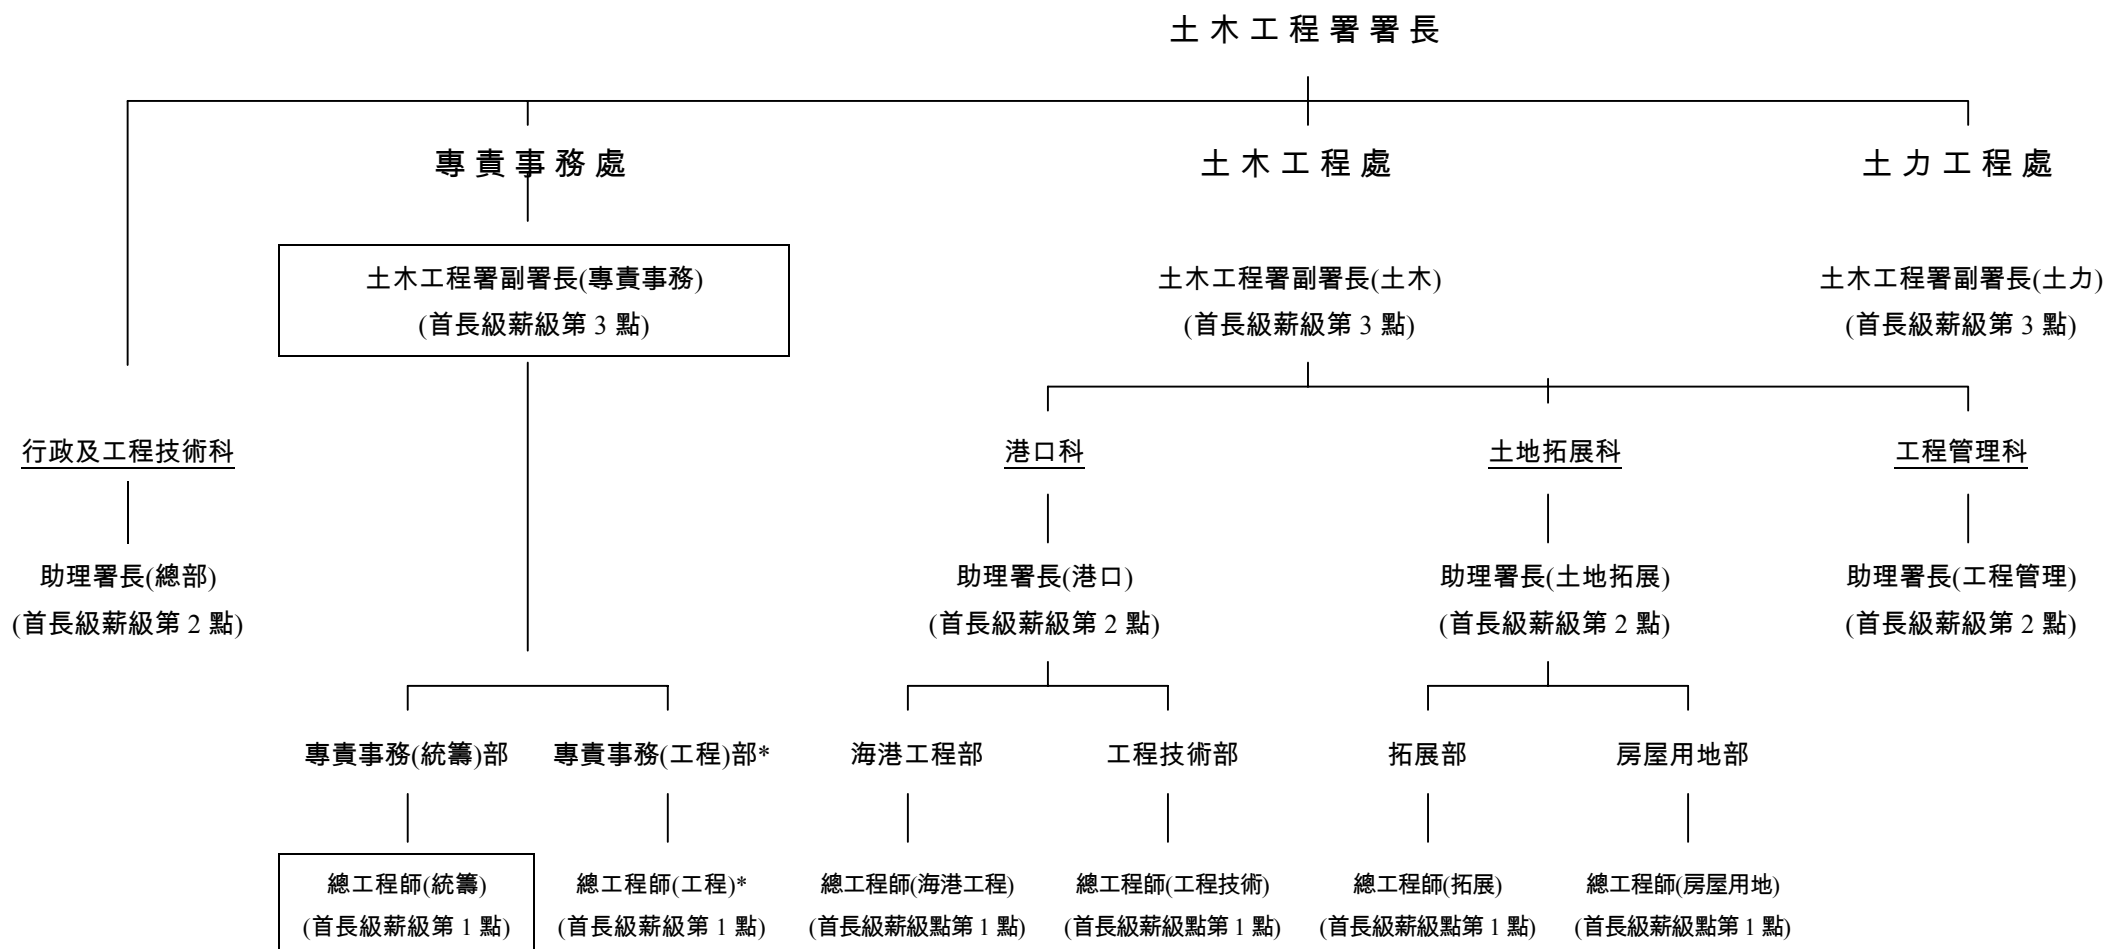 土木工程署署長
專責事務處
土木工程處
土力工程處
土木工程署副署長(專責事務)
(首長級薪級第 3 點)
土木工程署副署長(土木)
(首長級薪級第 3 點)
土木工程署副署長(土力)
(首長級薪級第 3 點)
行政及工程技術科
港口科
土地拓展科
工程管理科
助理署長(總部)
(首長級薪級第 2 點)
助理署長(港口)
(首長級薪級第 2 點)
助理署長(土地拓展)
(首長級薪級第 2 點)
助理署長(工程管理)
(首長級薪級第 2 點)
專責事務(統籌)部
專責事務(工程)部*
海港工程部
工程技術部
拓展部
房屋用地部
總工程師(統籌)
(首長級薪級第 1 點)
總工程師(工程)*
(首長級薪級第 1 點)
總工程師(海港工程)
(首長級薪級點第 1 點)
總工程師(工程技術)
(首長級薪級點第 1 點)
總工程師(拓展)
(首長級薪級點第 1 點)
總工程師(房屋用地)
(首長級薪級點第 1 點)